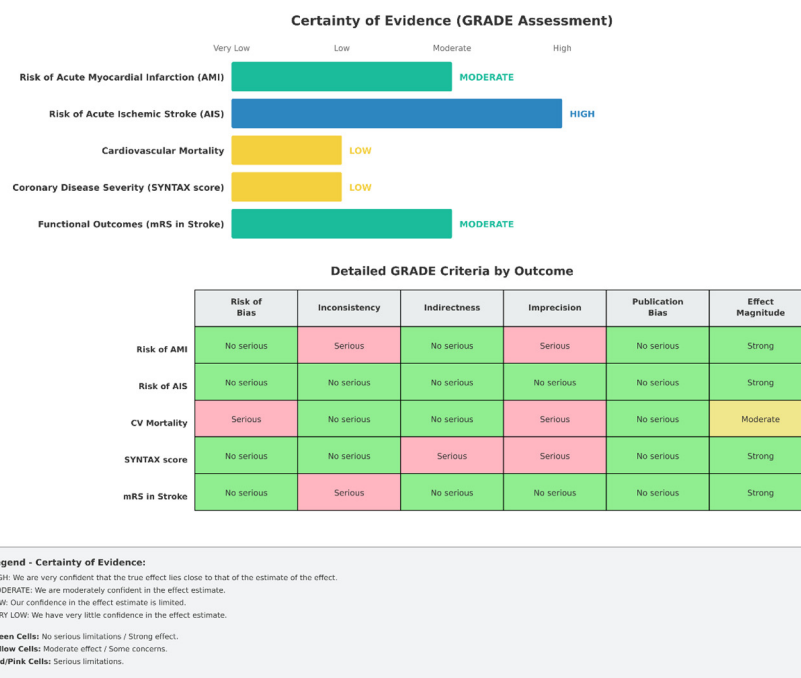 Certainty of Evidence (GRADE Assessment)
Very Low Low Moderate High
Risk of Acute Myocardial Infarction (AMI) MODERATE
Risk of Acute Ischemic Stroke (AIS) HIGH
Cardiovascular Mortality LOW
Coronary Disease Severity (SYNTAX score) LOW
Functional Outcomes (mRS in Stroke) MODERATE
Detailed GRADE Criteria by Outcome
Risk of Bias Inconsistency Indirectness Imprecision Publication Bias Effect Magnitude
Risk of AMI No serious Serious No serious Serious No serious Strong
Risk of AIS No serious No serious No serious No serious No serious Strong
CV Mortality Serious No serious No serious Serious No serious Moderate
SYNTAX score No serious No serious Serious Serious No serious Strong
mRS in Stroke No serious Serious No serious No serious No serious Strong
gend - Certainty of Evidence:
GH: We are very confident that the true effect lies close to that of the estimate of the effect.
ODERATE: We are moderately confident in the effect estimate.
W: Our confidence in the effect estimate is limited.
RY LOW: We have very little confidence in the effect estimate.
een Cells: No serious limitations / Strong effect.
llow Cells: Moderate effect / Some concerns.
d/Pink Cells: Serious limitations.